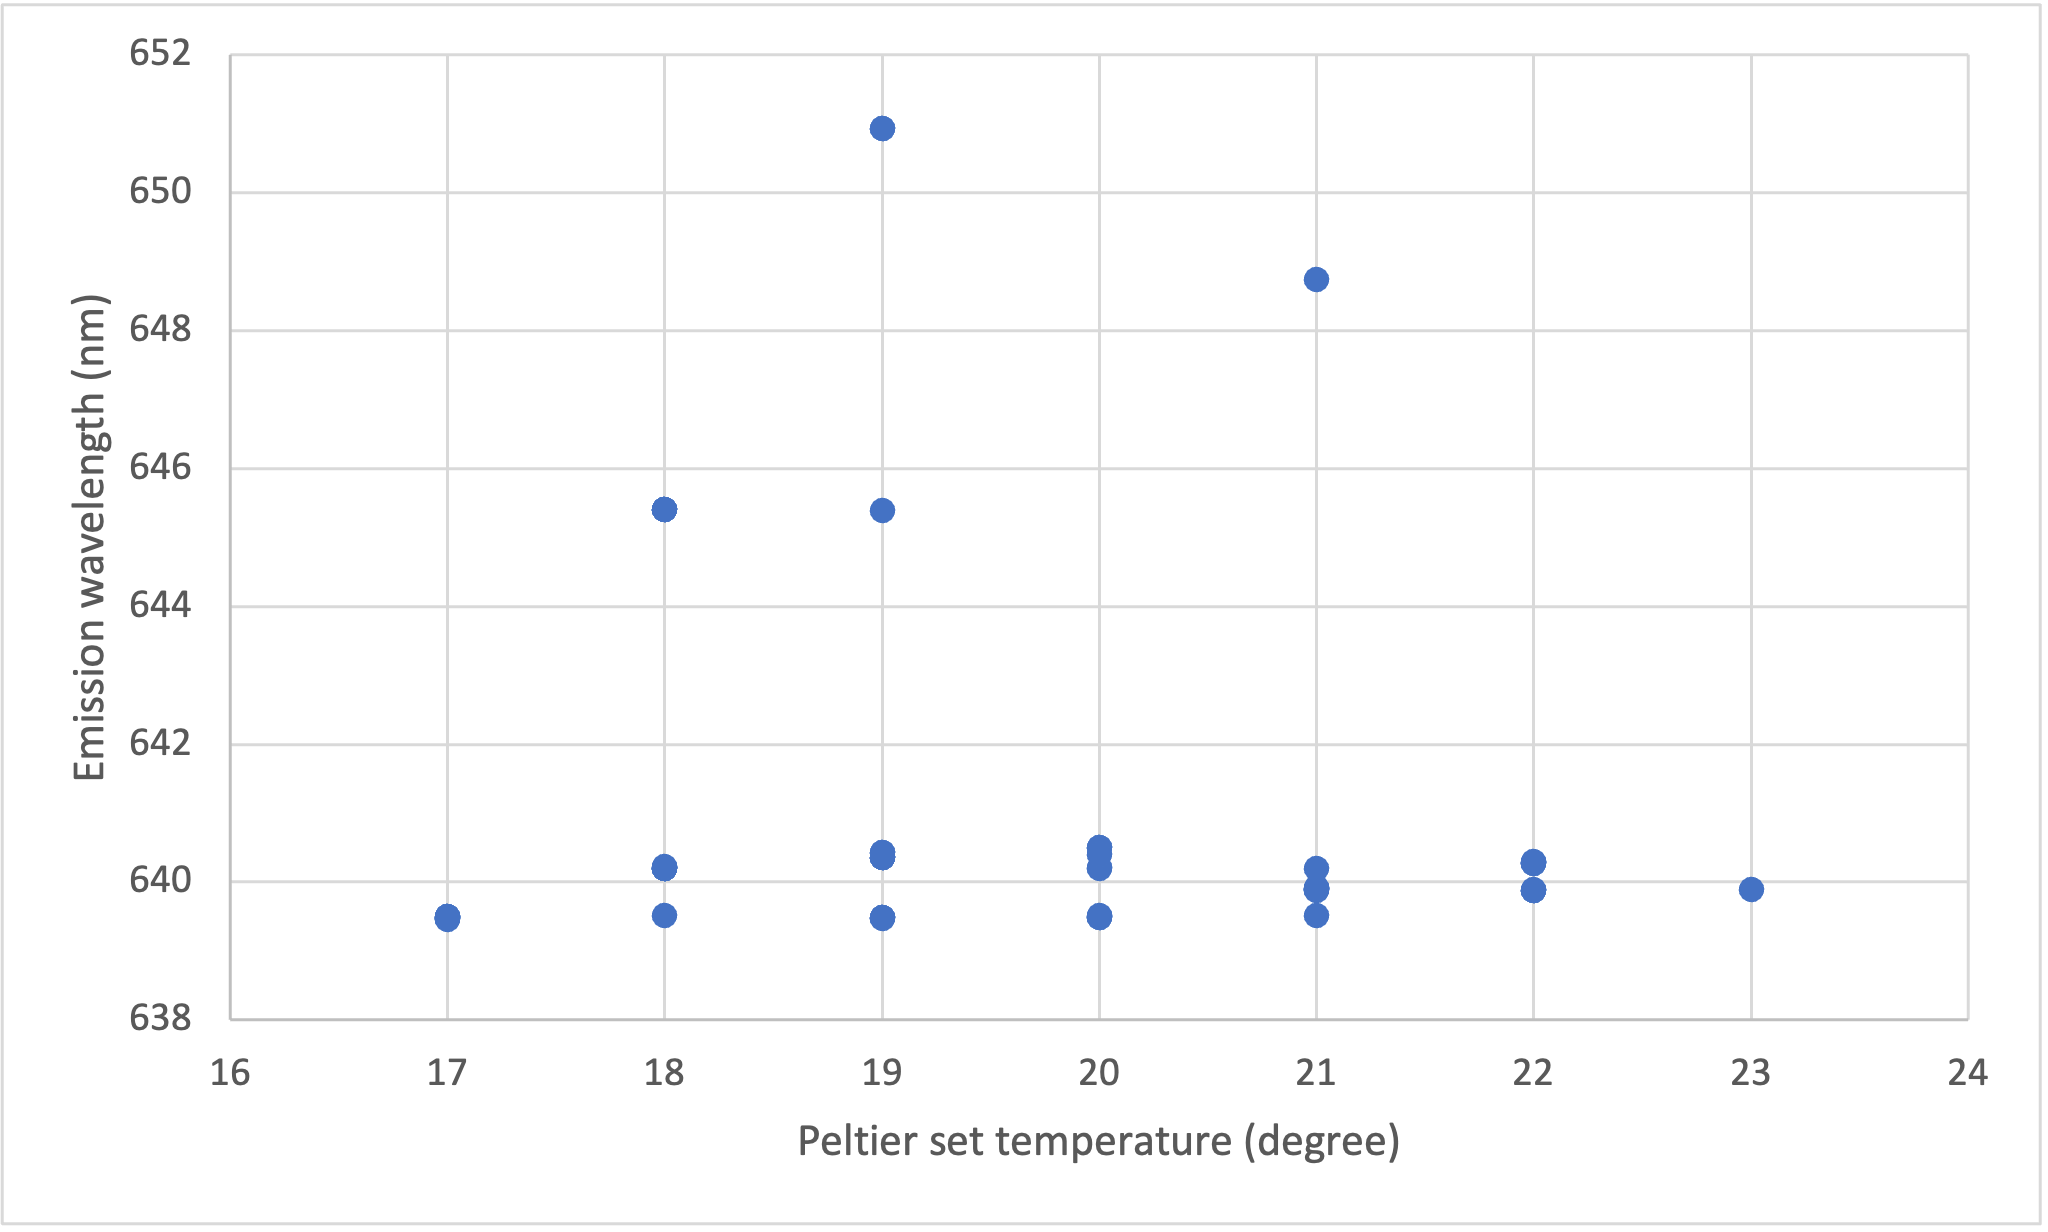 652
650
648
646
644
642
640
638
Emission wavelength (nm)
16 17 18 19 20 21 22 23 24
Peltier set temperature (degree)